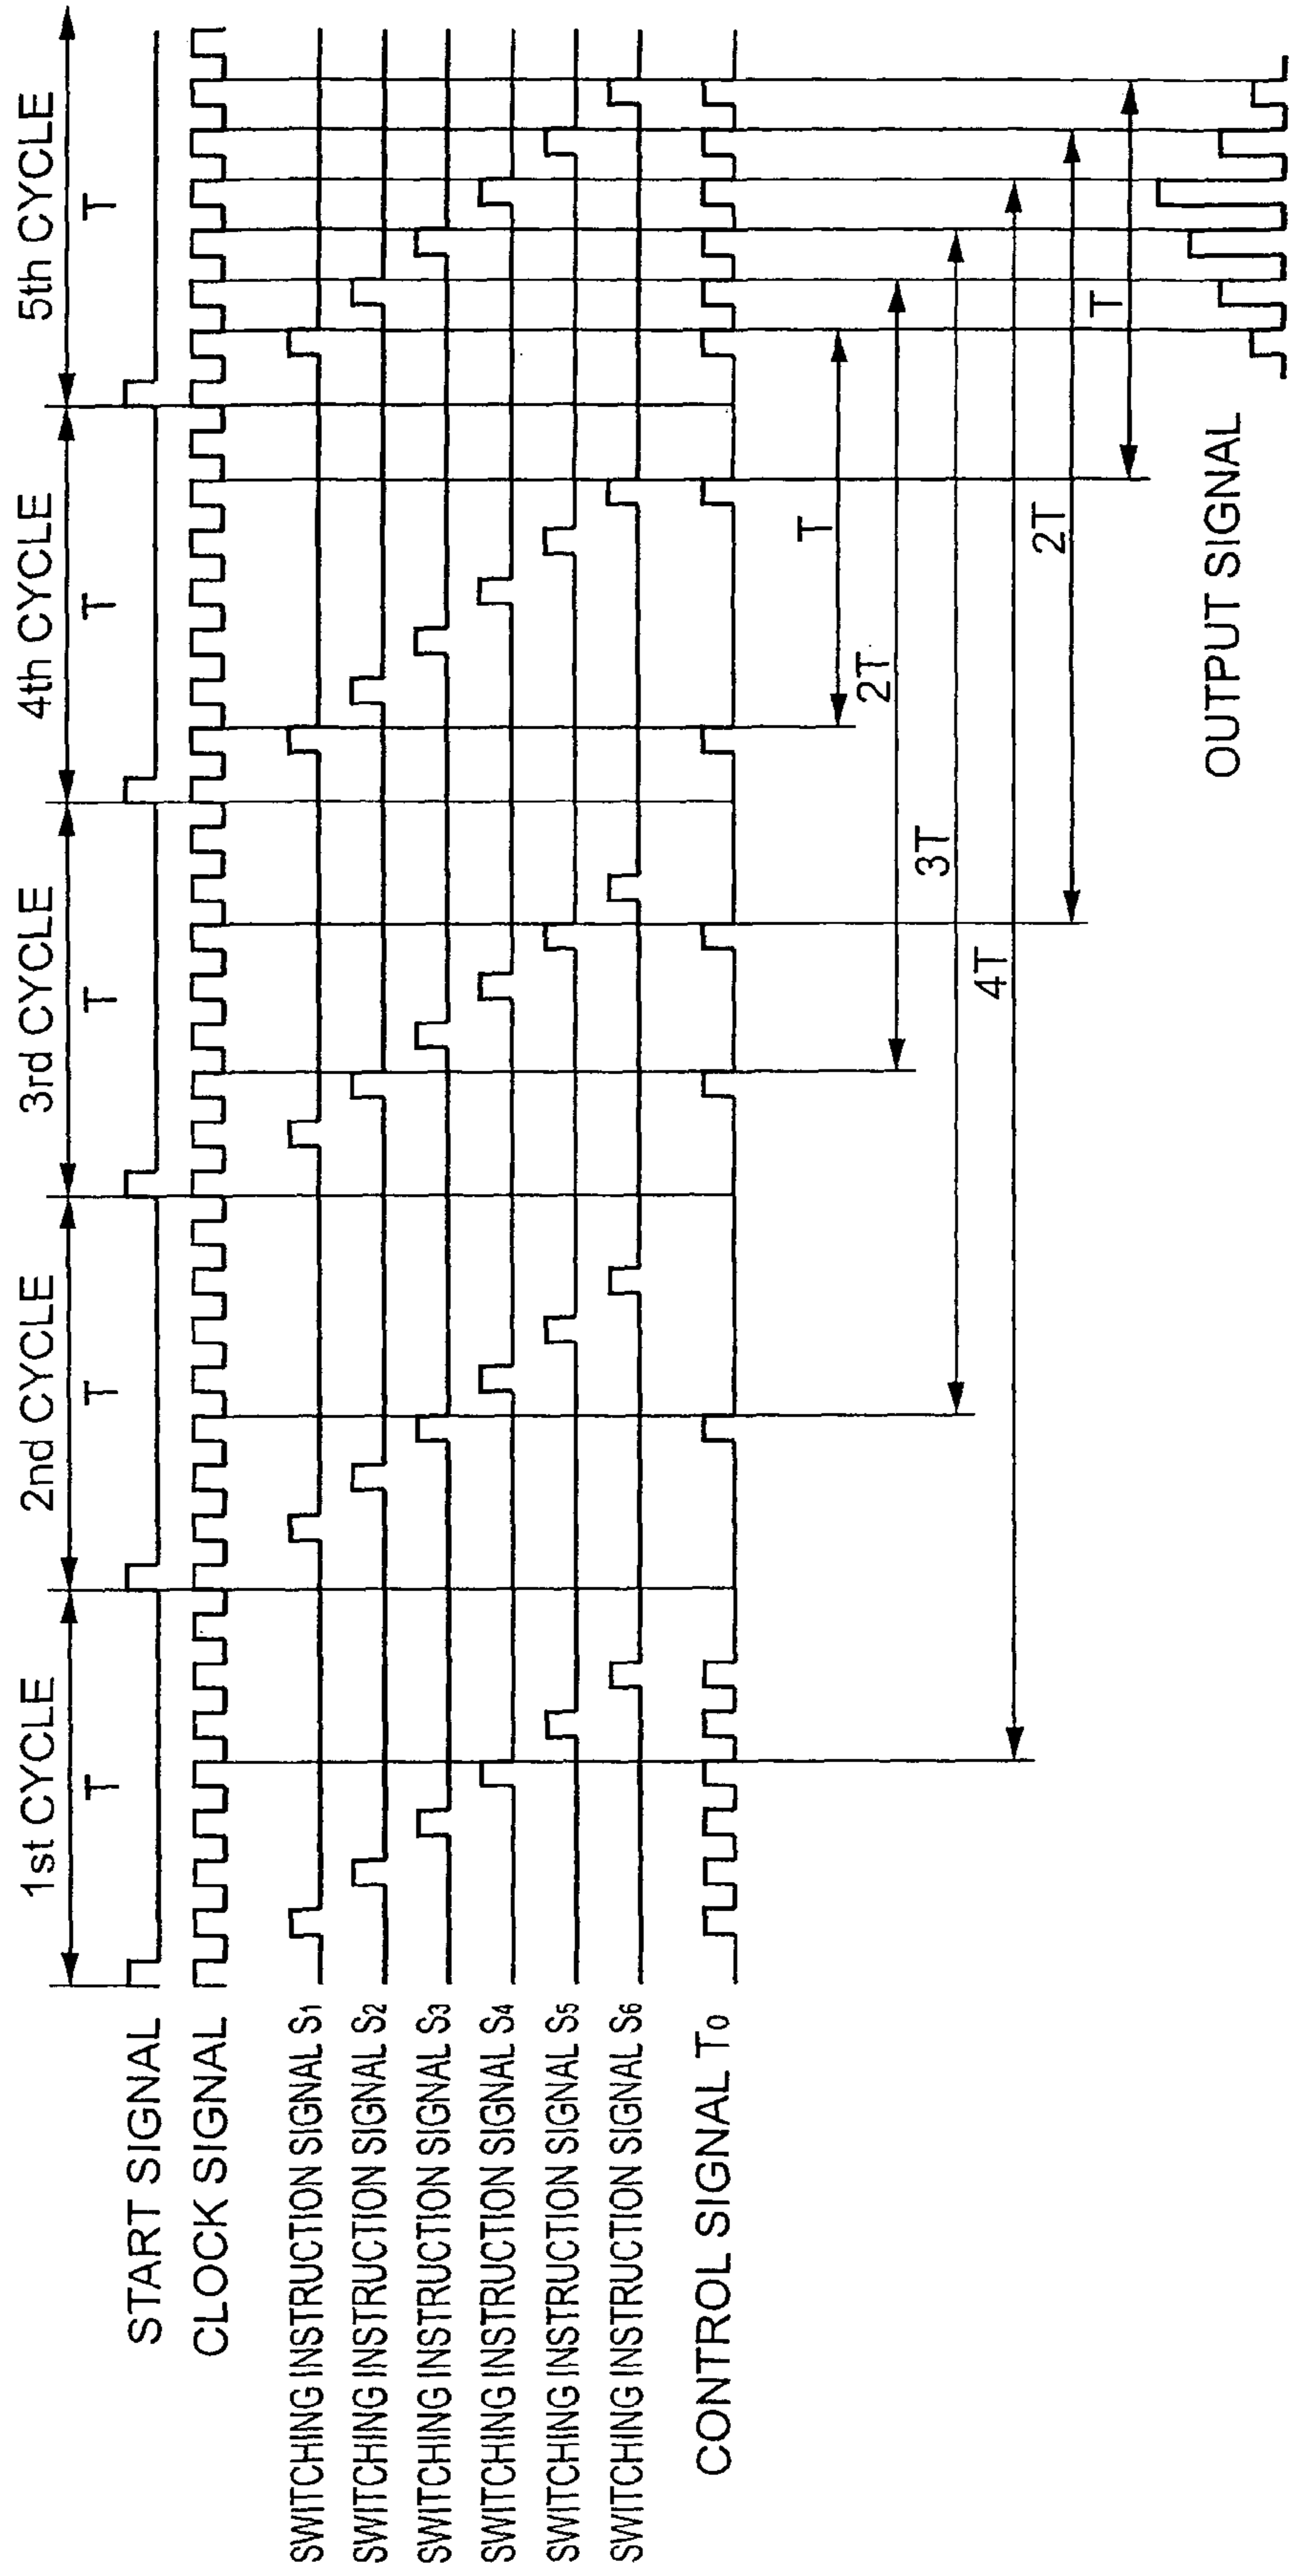 1st CYCLE
2nd CYCLE
3rd CYCLE
4th CYCLE
5th CYCLE
T
T
T
T
T
START SIGNAL
CLOCK SIGNAL
SWITCHING INSTRUCTION SIGNAL S1
SWITCHING INSTRUCTION SIGNAL S2
SWITCHING INSTRUCTION SIGNAL S3
SWITCHING INSTRUCTION SIGNAL S4
SWITCHING INSTRUCTION SIGNAL S5
SWITCHING INSTRUCTION SIGNAL S6
CONTROL SIGNAL T0
T
2T
3T
4T
2T
T
OUTPUT SIGNAL